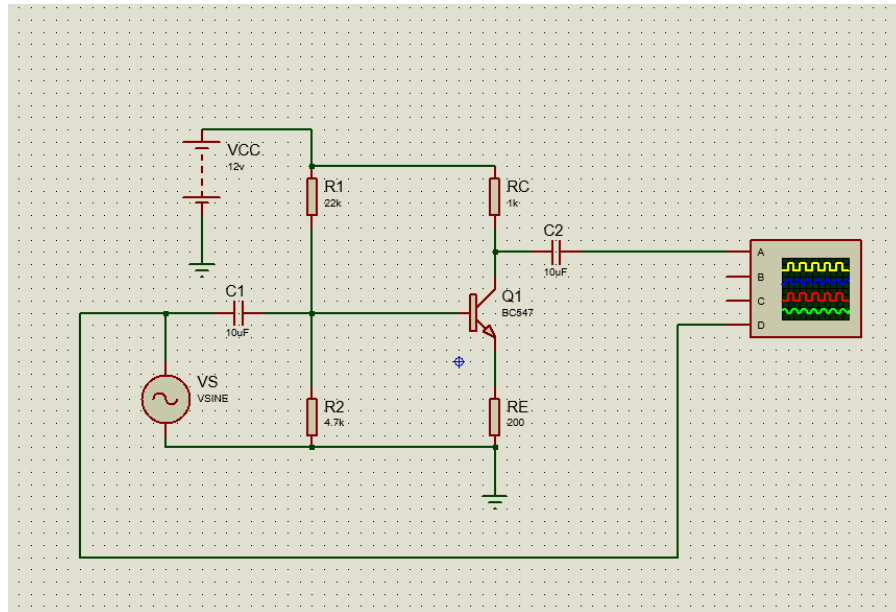 VCC
12v
R1
22k
RC
1k
C2
10uF
A
B
C
D
C1
10uF
Q1
BC547
VS
VSINE
R2
4.7k
RE
200